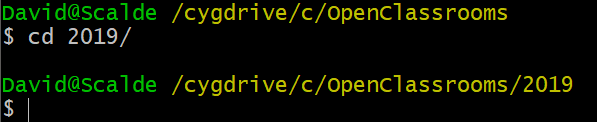 David@Scalde /cygdrive/c/OpenClassrooms
$ cd 2019/
David@Scalde /cygdrive/c/OpenClassrooms/2019
$